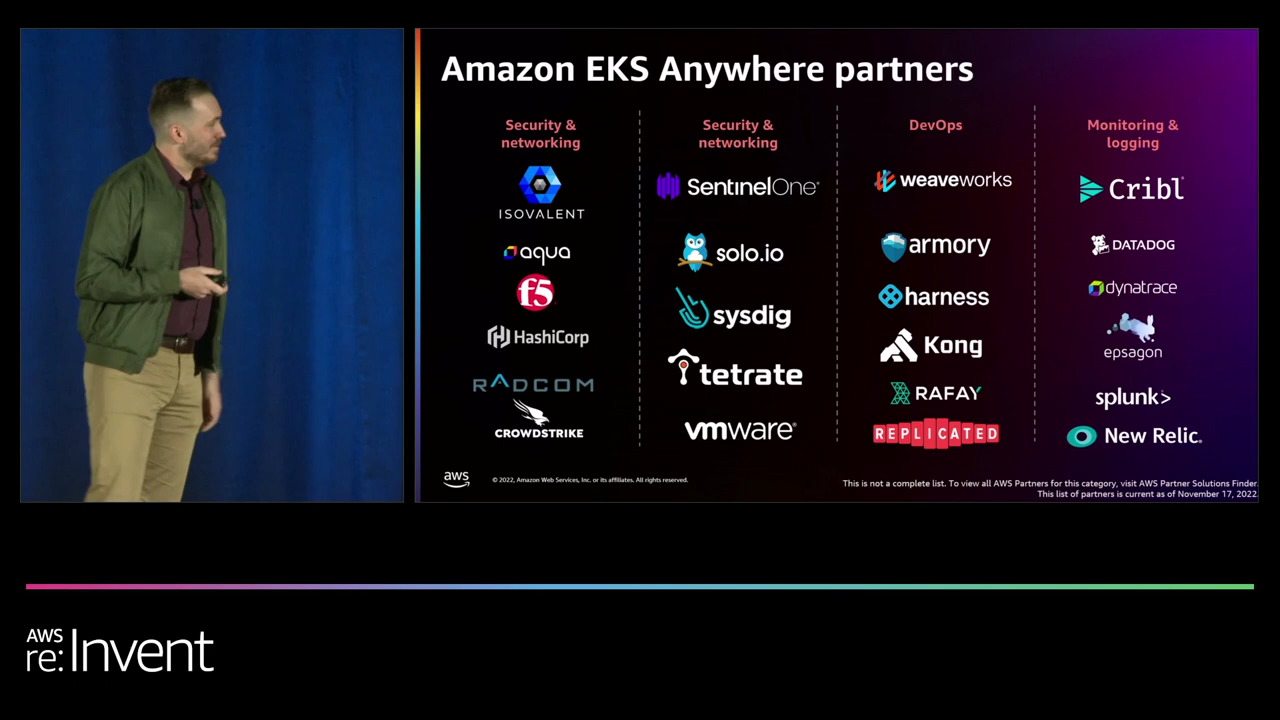 Amazon EKS Anywhere partners
Security &
networking
ISOVALENT
aqua
f5
HashiCorp
RADCOM
CROWDSTRIKE
Security &
networking
SentinelOne®
solo.io
sysdig
tetrate
vmware®
DevOps
weaveworks
armory
harness
Kong
RAFAY
REPLICATED
Monitoring &
logging
Cribl
DATADOG
dynatrace
epsagon
splunk>
New Relic®
aws
© 2022, Amazon Web Services, Inc. or its affiliates. All rights reserved.
This is not a complete list. To view all AWS Partners for this category, visit AWS Partner Solutions Finder.
This list of partners is current as of November 17, 2022.
AWS
re:Invent